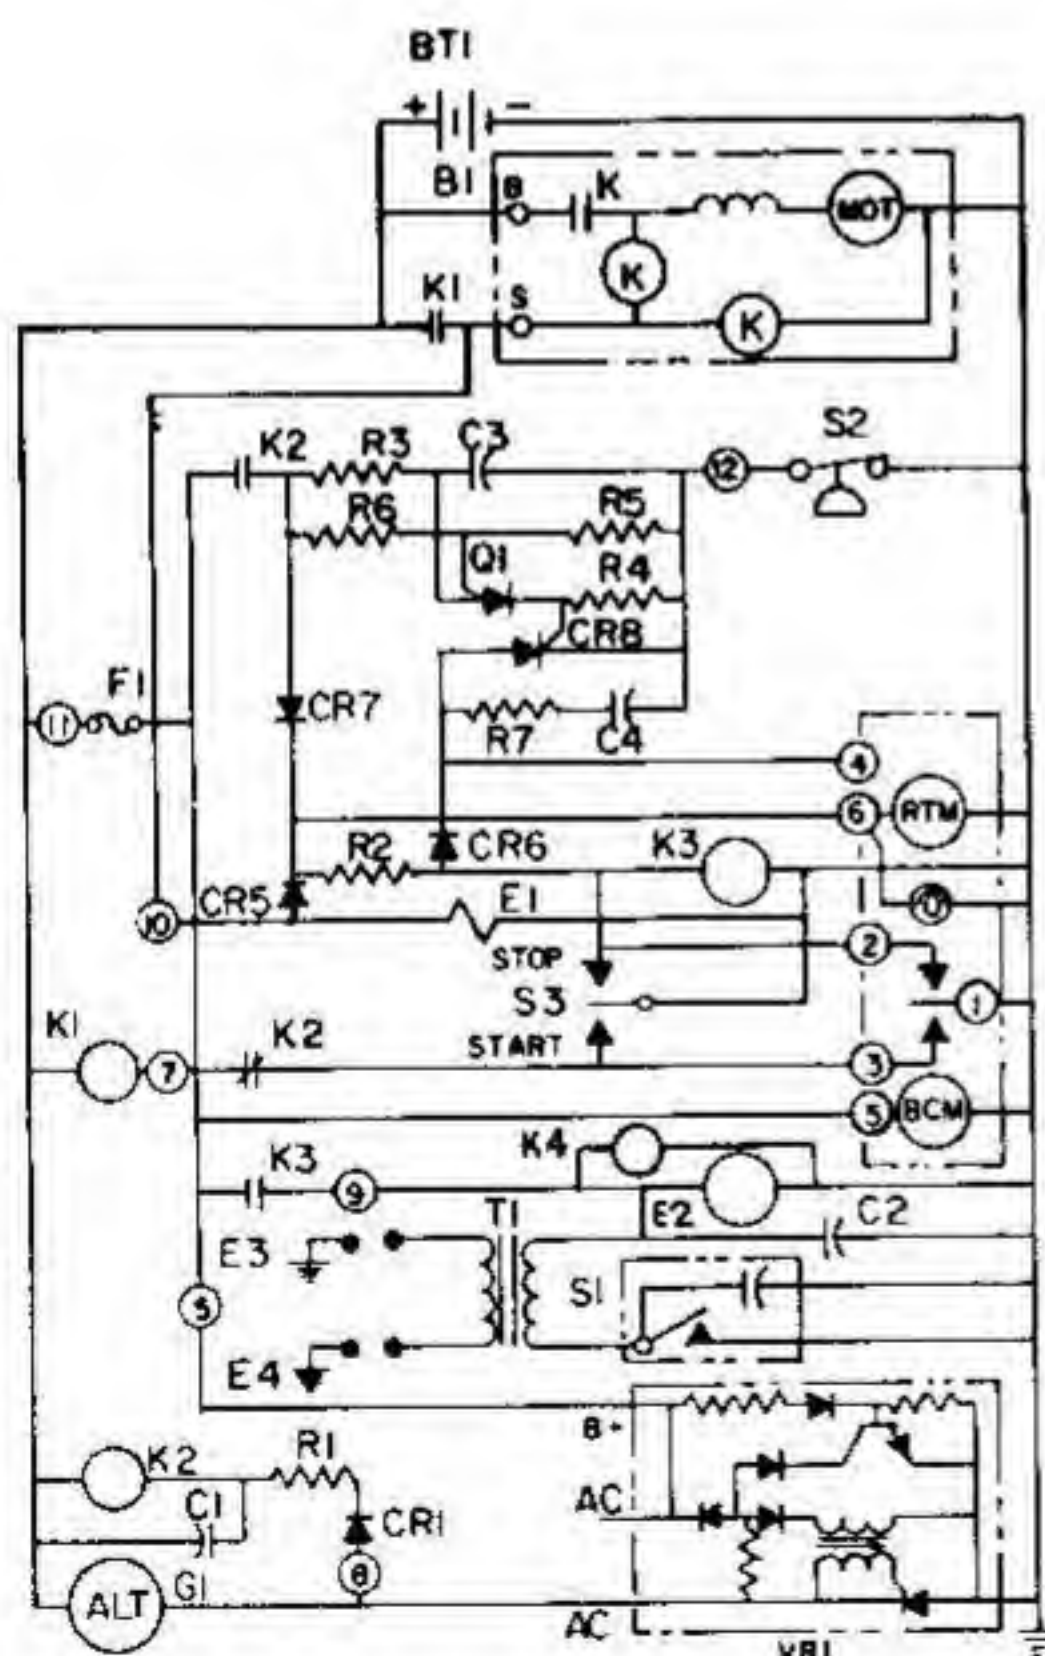 BT1
+ -
B1 B K MOT
K
K1 S K
S2
K2 R3 C3 12
R6 R5
Q1 R4
CR8
F1
11 CR7
R7 C4
4
6 RTM
R2 CR6 K3
CR5
10 E1
2
STOP
S3 1
K1 START
7 K2 3
5 BCM
K4
K3 9
T1 E2 C2
E3
S1
5
E4
B+
R1
K2
C1 AC
CR1
8
ALT G1
AC
VR1